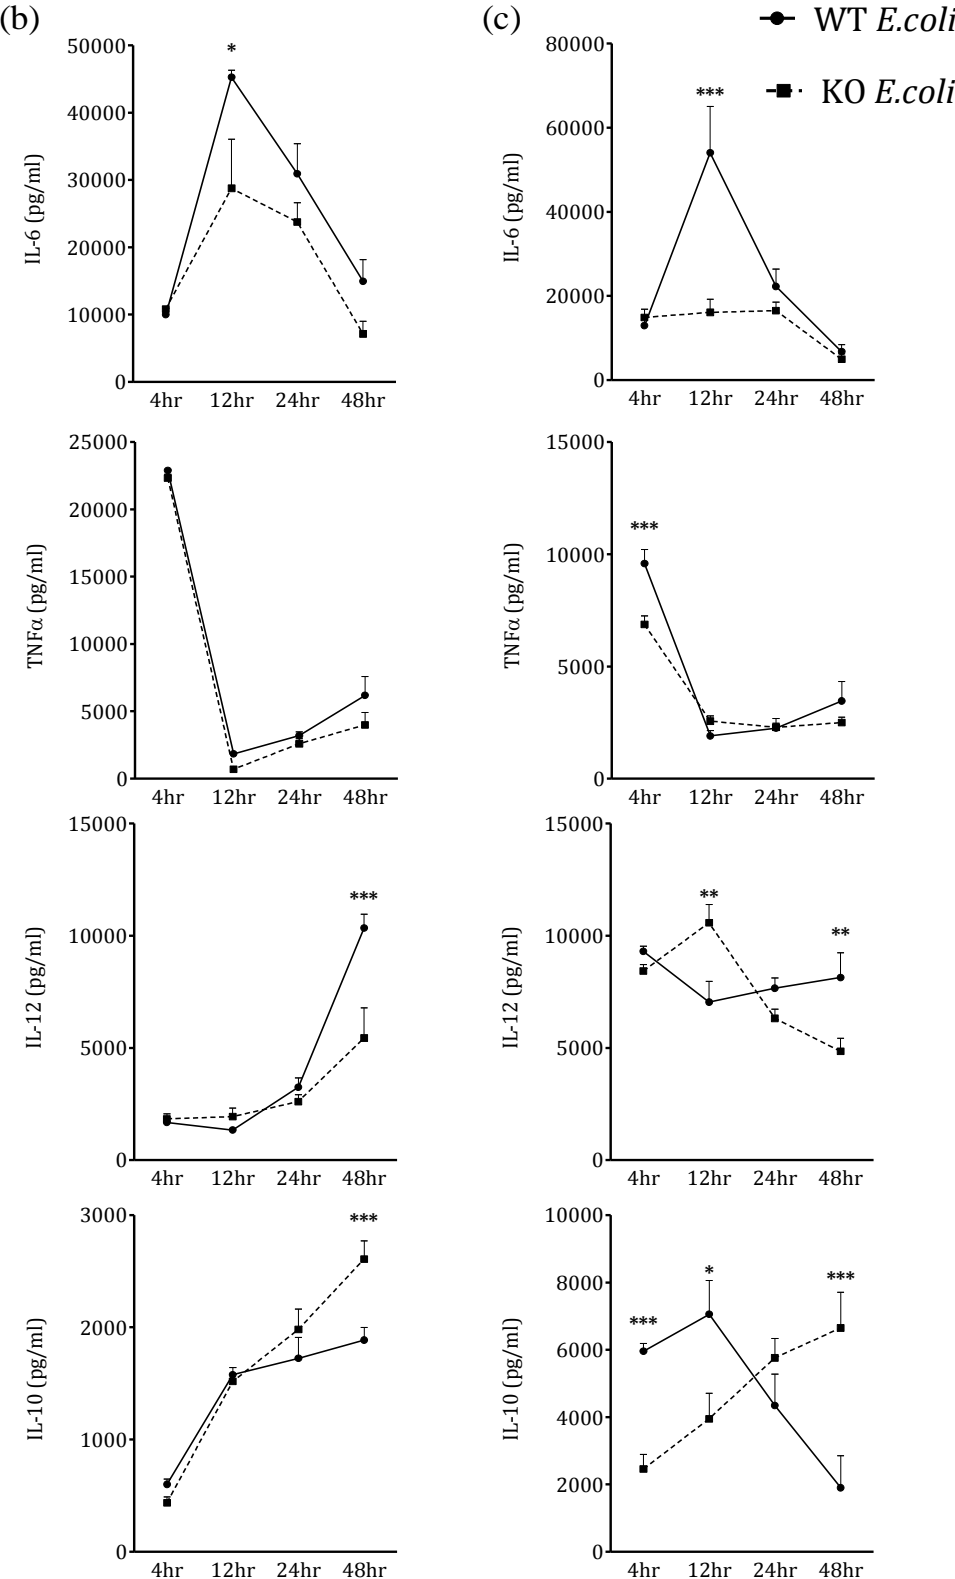 (b)
(c)
WT E.coli
KO E.coli
IL-6 (pg/ml)
50000
40000
30000
20000
10000
0
*
4hr 12hr 24hr 48hr
IL-6 (pg/ml)
80000
60000
40000
20000
0
***
4hr 12hr 24hr 48hr
TNFα (pg/ml)
25000
20000
15000
10000
5000
0
4hr 12hr 24hr 48hr
TNFα (pg/ml)
15000
10000
5000
0
***
4hr 12hr 24hr 48hr
IL-12 (pg/ml)
15000
10000
5000
0
***
4hr 12hr 24hr 48hr
IL-12 (pg/ml)
15000
10000
5000
0
**
**
4hr 12hr 24hr 48hr
IL-10 (pg/ml)
3000
2000
1000
0
***
4hr 12hr 24hr 48hr
IL-10 (pg/ml)
10000
8000
6000
4000
2000
0
***
*
***
4hr 12hr 24hr 48hr